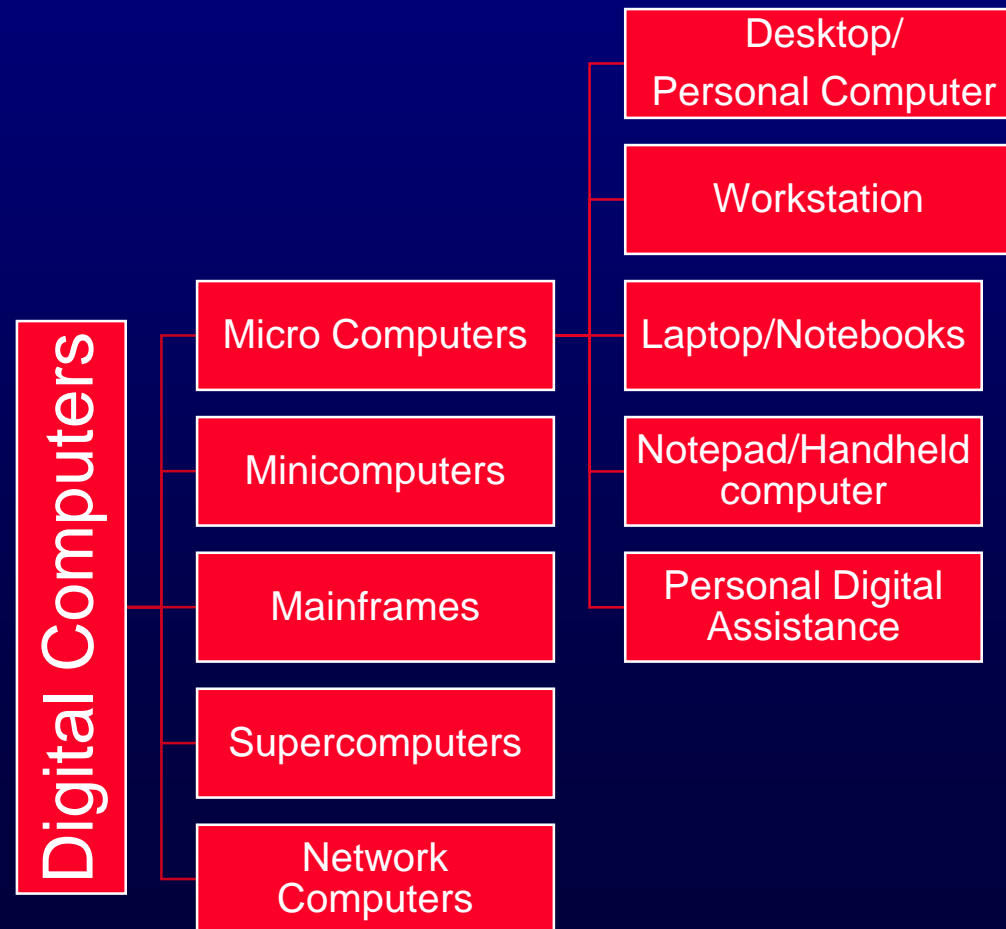 Digital Computers
Micro Computers
Minicomputers
Mainframes
Supercomputers
Network
Computers
Desktop/
Personal Computer
Workstation
Laptop/Notebooks
Notepad/Handheld
computer
Personal Digital
Assistance